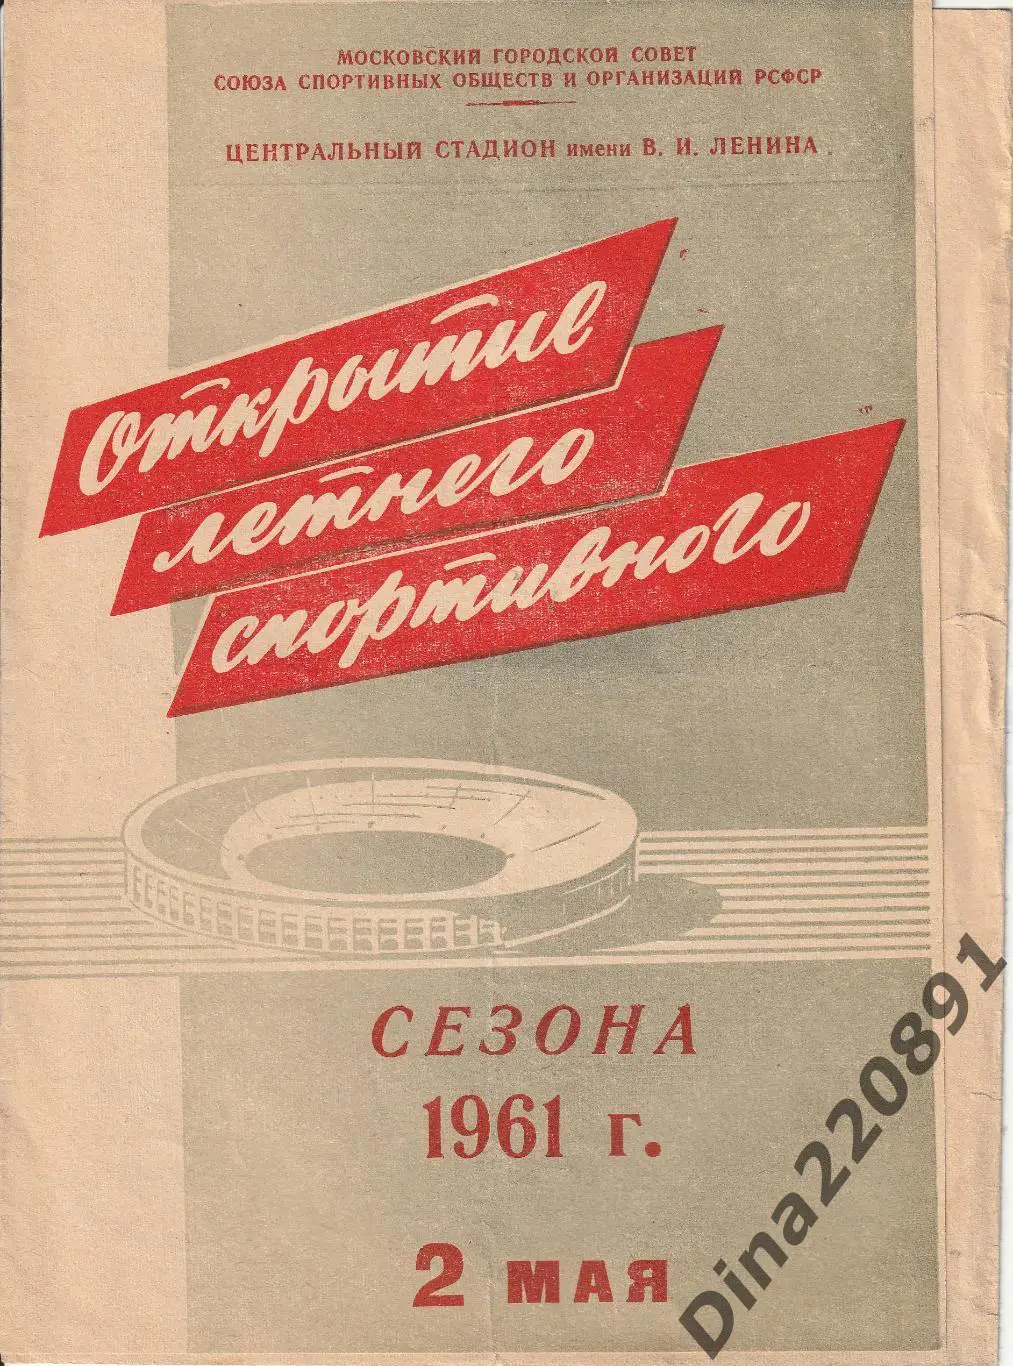 МОСКОВСКИЙ ГОРОДСКОЙ СОВЕТ
СОЮЗА СПОРТИВНЫХ ОБЩЕСТВ И ОРГАНИЗАЦИЙ РСФСР
ЦЕНТРАЛЬНЫЙ СТАДИОН имени В. И. ЛЕНИНА
Открытие
летнего
спортивного
СЕЗОНА
1961 г.
2 МАЯ
Dina220891